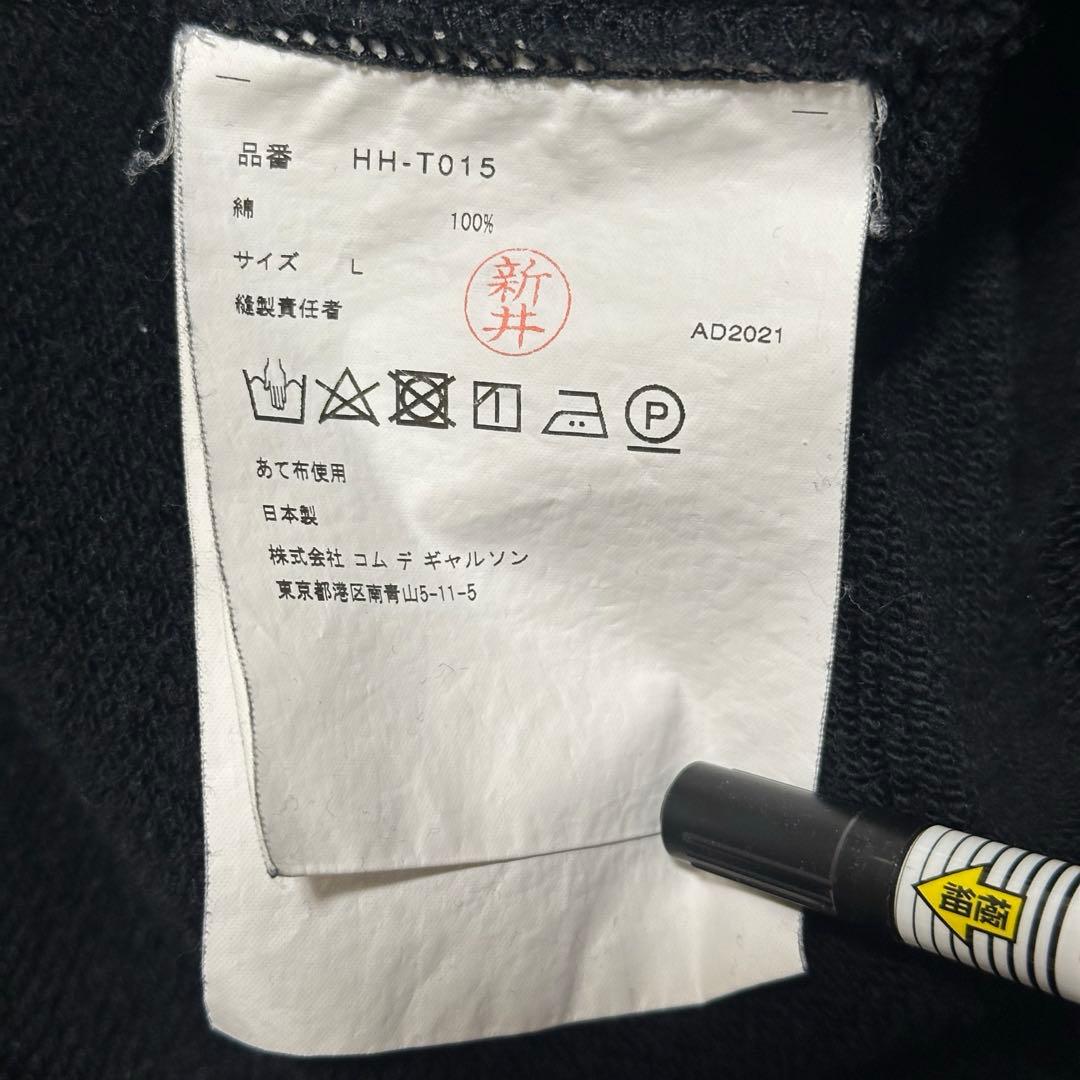 品番 HH-T015
綿 100%
サイズ L
縫製責任者
新井
AD2021
P
あて布使用
日本製
株式会社 コム デ ギャルソン
東京都港区南青山5-11-5
極細